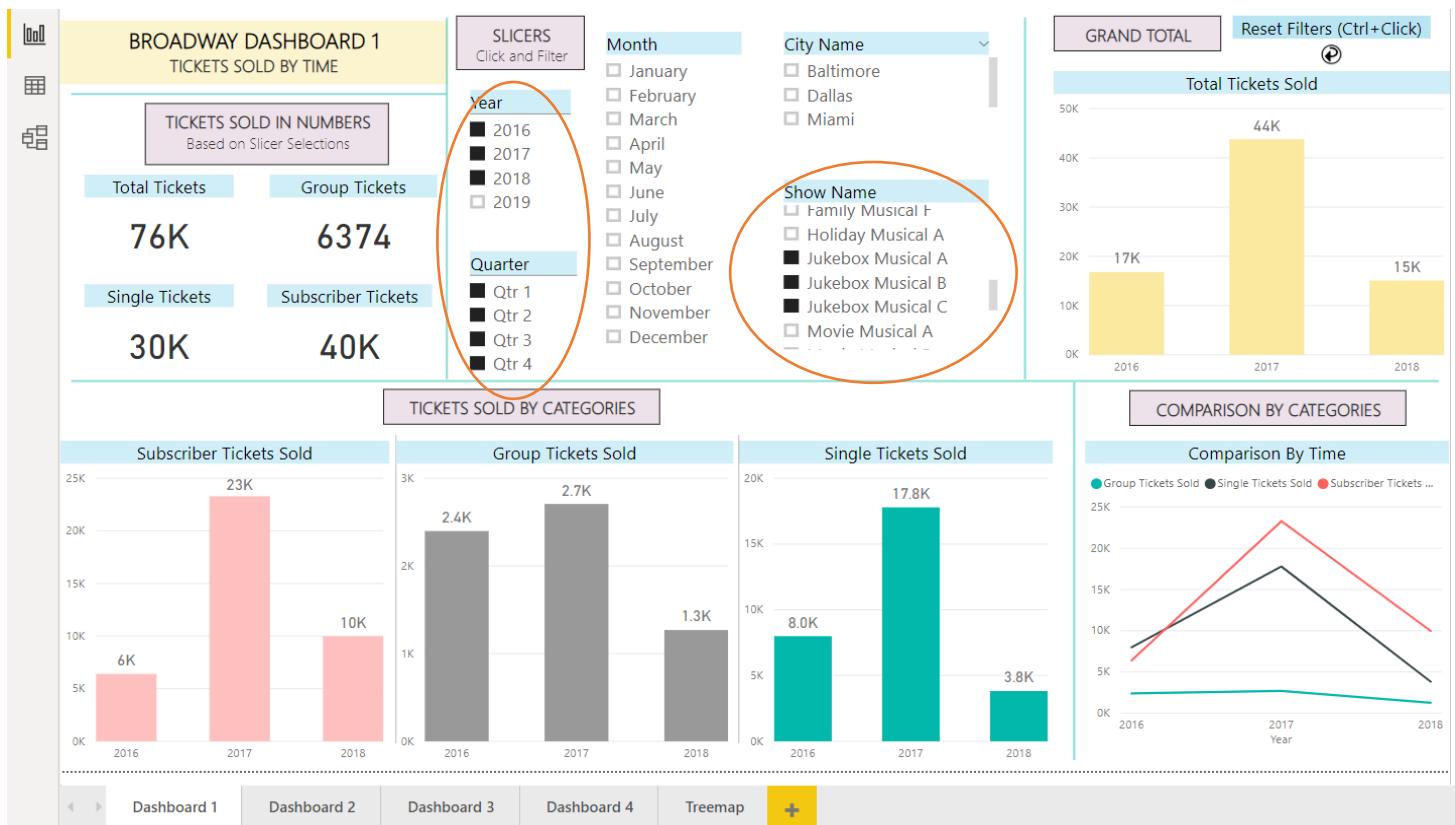 BROADWAY DASHBOARD 1
TICKETS SOLD BY TIME
TICKETS SOLD IN NUMBERS
Based on Slicer Selections
Total Tickets
Group Tickets
76K
6374
Single Tickets
Subscriber Tickets
30K
40K
SLICERS
Click and Filter
Year
2016
2017
2018
2019
Quarter
Qtr 1
Qtr 2
Qtr 3
Qtr 4
Month
January
February
March
April
May
June
July
August
September
October
November
December
City Name
Baltimore
Dallas
Miami
Show Name
Family Musical F
Holiday Musical A
Jukebox Musical A
Jukebox Musical B
Jukebox Musical C
Movie Musical A
GRAND TOTAL
Reset Filters (Ctrl+Click)
Total Tickets Sold
50K
40K
30K
20K
10K
0K
17K
44K
15K
2016
2017
2018
TICKETS SOLD BY CATEGORIES
Subscriber Tickets Sold
25K
20K
15K
10K
5K
0K
6K
23K
10K
2016
2017
2018
Group Tickets Sold
3K
2K
1K
0K
2.4K
2.7K
1.3K
2016
2017
2018
Single Tickets Sold
20K
15K
10K
5K
0K
8.0K
17.8K
3.8K
2016
2017
2018
COMPARISON BY CATEGORIES
Comparison By Time
Group Tickets Sold Single Tickets Sold Subscriber Tickets ...
25K
20K
15K
10K
5K
0K
2016
2017
2018
Year
Dashboard 1
Dashboard 2
Dashboard 3
Dashboard 4
Treemap
+